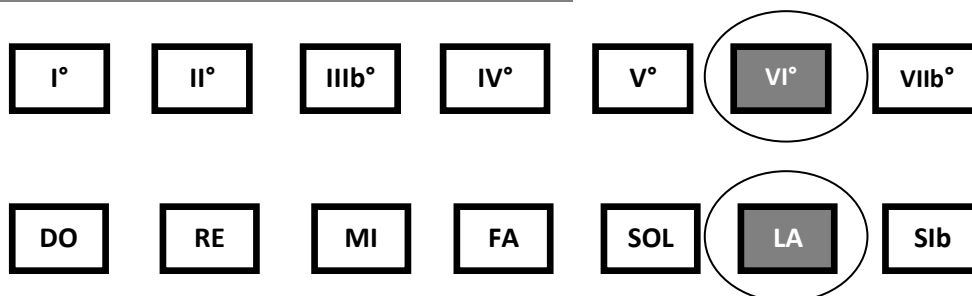 I° II° IIIb° IV° V° VI° VIIb°
DO RE MI FA SOL LA SIb